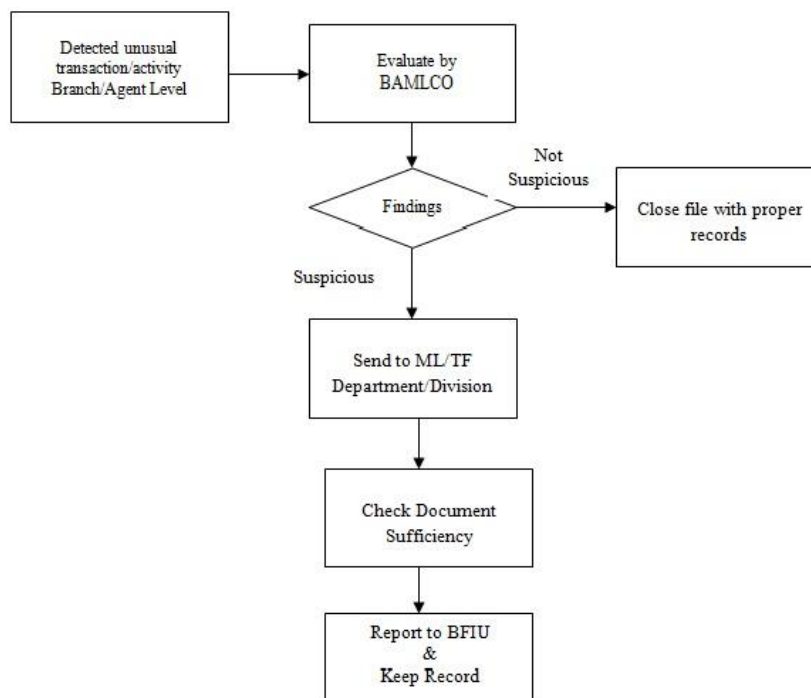 Detected unusual
transaction/activity
Branch/Agent Level
Evaluate by
BAMLCO
Not
Suspicious
Findings
Close file with proper
records
Suspicious
Send to ML/TF
Department/Division
Check Document
Sufficiency
Report to BFIU
&
Keep Record